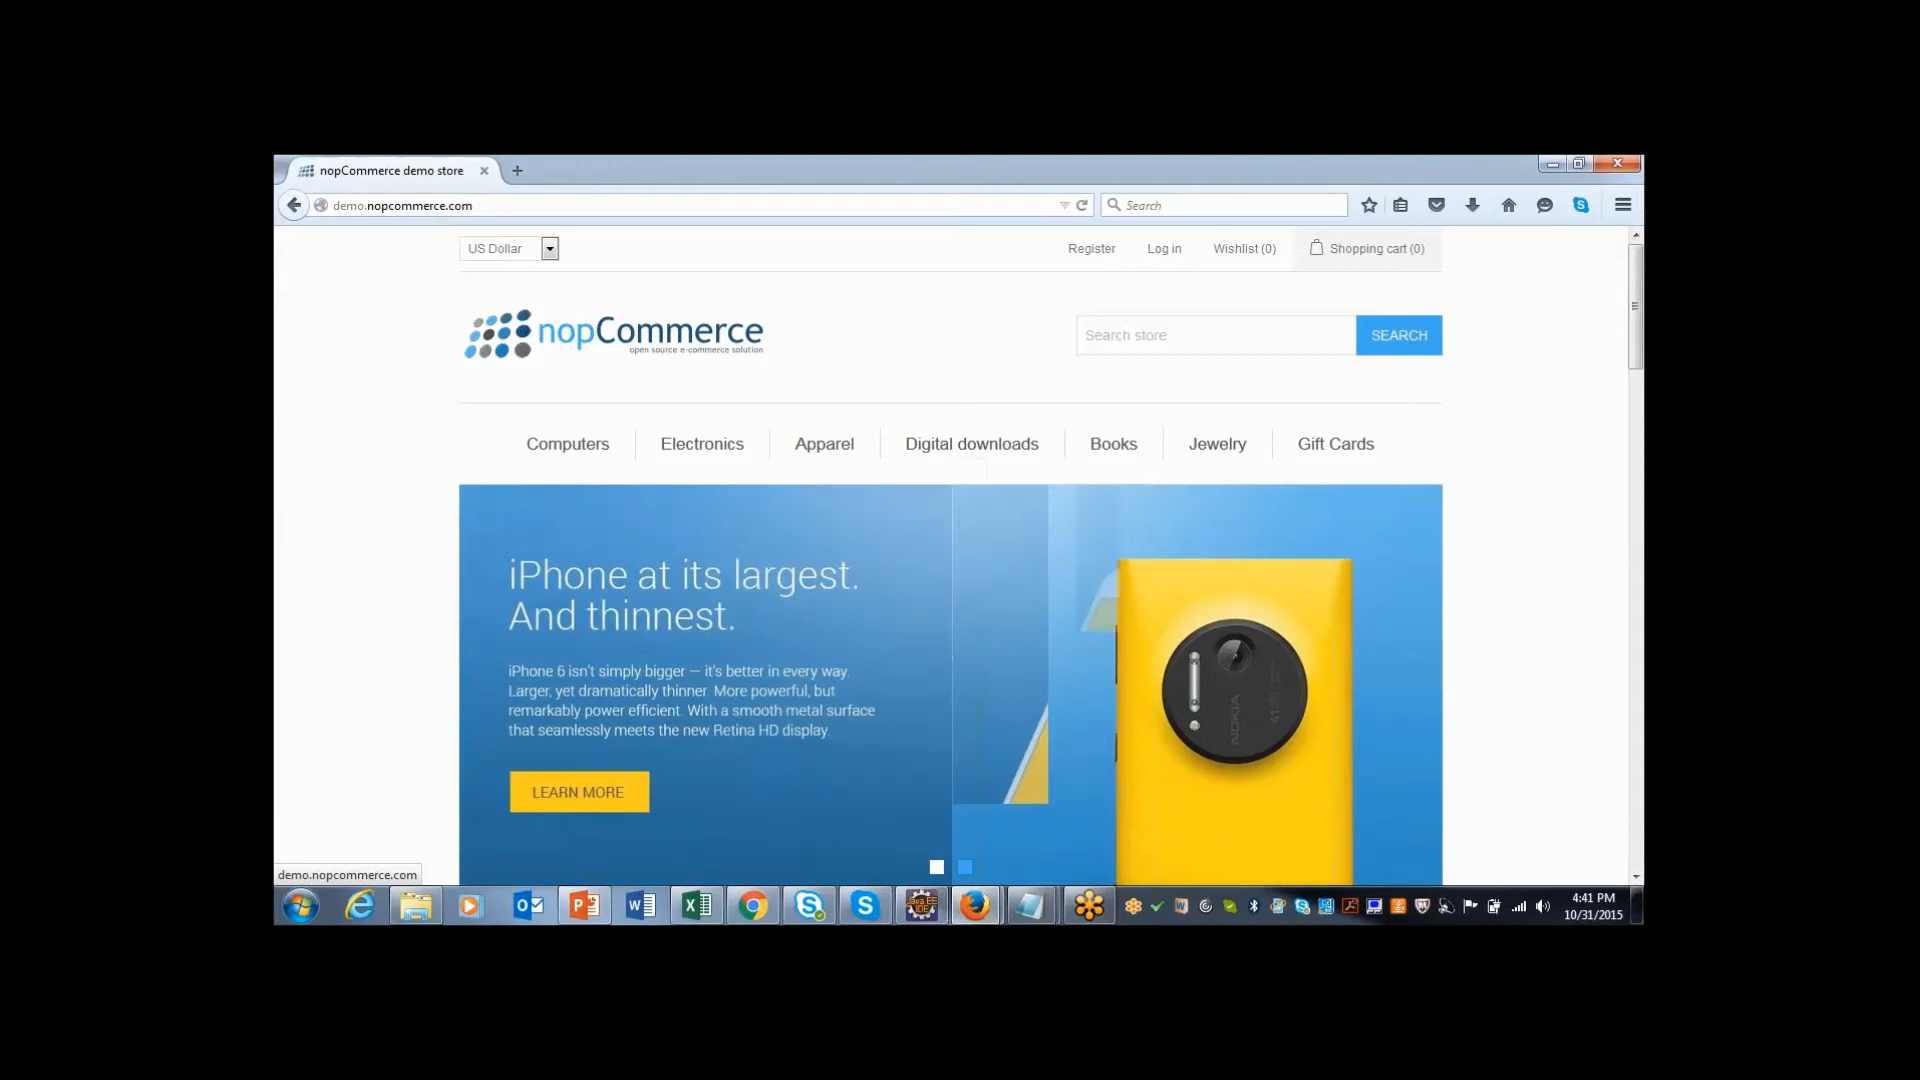 nopCommerce demo store
demo.nopcommerce.com
Search
US Dollar
Register
Log in
Wishlist (0)
Shopping cart (0)
nopCommerce
open source e-commerce solution
Search store
SEARCH
Computers
Electronics
Apparel
Digital downloads
Books
Jewelry
Gift Cards
iPhone at its largest.
And thinnest.
iPhone 6 isn't simply bigger — it's better in every way.
Larger, yet dramatically thinner. More powerful, but
remarkably power efficient. With a smooth metal surface
that seamlessly meets the new Retina HD display.
LEARN MORE
NOKIA
demo.nopcommerce.com
Java EE
IDE
4:41 PM
10/31/2015